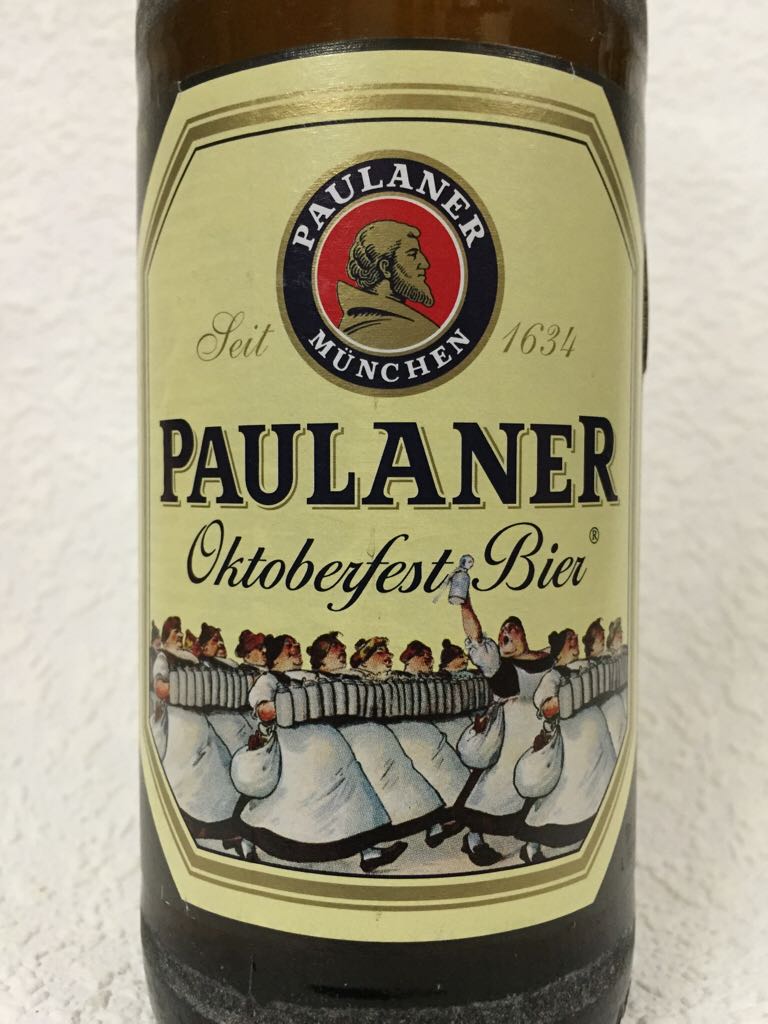 PAULANER
MÜNCHEN
Seit 1634
PAULANER
Oktoberfest Bier®